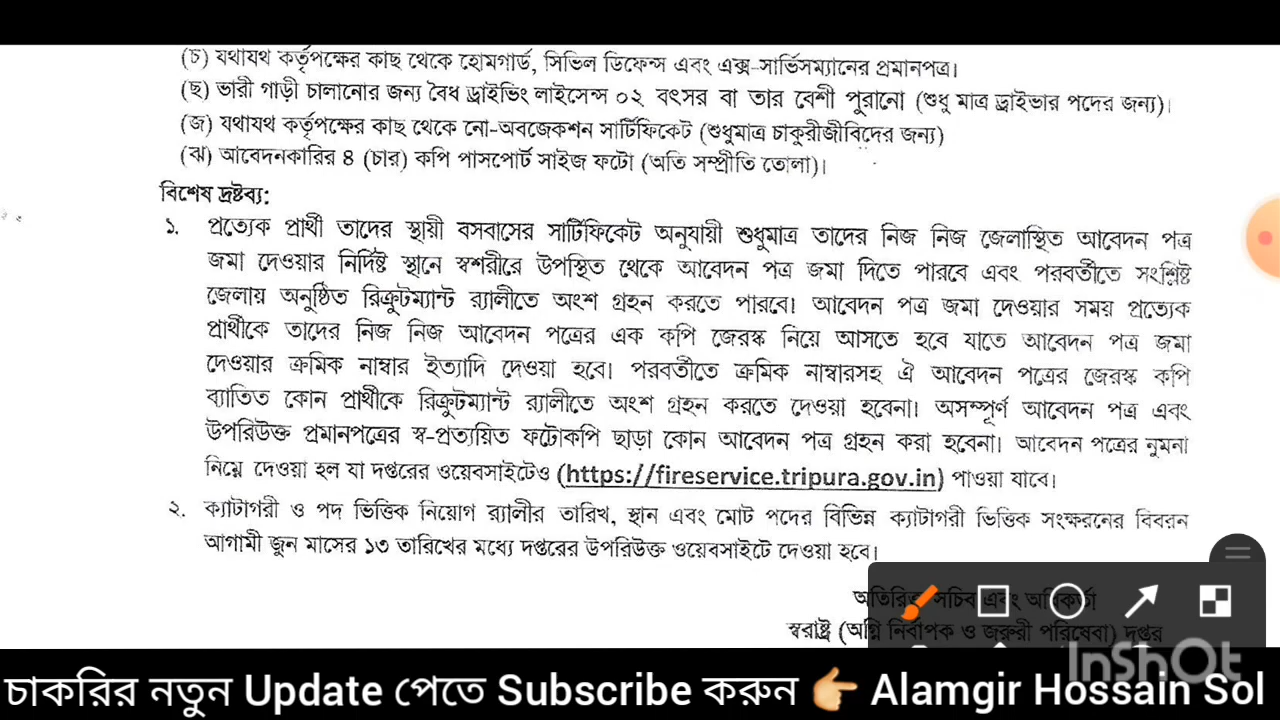 (চ) যথাযথ কর্তৃপক্ষের কাছ থেকে হোমগার্ড, সিভিল ডিফেন্স এবং এক্স-সার্ভিসম্যানের প্রমানপত্র।
(ছ) ভারী গাড়ী চালানোর জন্য বৈধ ড্রাইভিং লাইসেন্স ০২ বৎসর বা তার বেশী পুরানো (শুধু মাত্র ড্রাইভার পদের জন্য)।
(জ) যথাযথ কর্তৃপক্ষের কাছ থেকে নো-অবজেকশন সার্টিফিকেট (শুধুমাত্র চাকুরীজীবিদের জন্য)
(ঝ) আবেদনকারির ৪ (চার) কপি পাসপোর্ট সাইজ ফটো (অতি সম্প্রীতি তোলা)।
বিশেষ দ্রষ্টব্য:
১. প্রত্যেক প্রার্থী তাদের স্থায়ী বসবাসের সার্টিফিকেট অনুযায়ী শুধুমাত্র তাদের নিজ নিজ জেলাস্থিত আবেদন পত্র
জমা দেওয়ার নির্দিষ্ট স্থানে স্বশরীরে উপস্থিত থেকে আবেদন পত্র জমা দিতে পারবে এবং পরবর্তীতে সংশ্লিষ্ট
জেলায় অনুষ্ঠিত রিক্রুটম্যান্ট র‍্যালীতে অংশ গ্রহন করতে পারবে। আবেদন পত্র জমা দেওয়ার সময় প্রত্যেক
প্রার্থীকে তাদের নিজ নিজ আবেদন পত্রের এক কপি জেরস্ক নিয়ে আসতে হবে যাতে আবেদন পত্র জমা
দেওয়ার ক্রমিক নাম্বার ইত্যাদি দেওয়া হবে। পরবর্তীতে ক্রমিক নাম্বারসহ ঐ আবেদন পত্রের জেরস্ক কপি
ব্যাতিত কোন প্রার্থীকে রিক্রুটম্যান্ট র‍্যালীতে অংশ গ্রহন করতে দেওয়া হবেনা। অসম্পূর্ণ আবেদন পত্র এবং
উপরিউক্ত প্রমানপত্রের স্ব-প্রত্যয়িত ফটোকপি ছাড়া কোন আবেদন পত্র গ্রহন করা হবেনা। আবেদন পত্রের নুমনা
নিম্নে দেওয়া হল যা দপ্তরের ওয়েবসাইটেও (https://fireservice.tripura.gov.in) পাওয়া যাবে।
২. ক্যাটাগরী ও পদ ভিত্তিক নিয়োগ র‍্যালীর তারিখ, স্থান এবং মোট পদের বিভিন্ন ক্যাটাগরী ভিত্তিক সংক্ষরনের বিবরন
আগামী জুন মাসের ১৩ তারিখের মধ্যে দপ্তরের উপরিউক্ত ওয়েবসাইটে দেওয়া হবে।
অতিরিক্ত সচিব এবং অধিকর্তা
স্বরাষ্ট্র (অগ্নি নির্বাপক ও জরুরী পরিষেবা) দপ্তর
InShOt
চাকরির নতুন Update পেতে Subscribe করুন 👉 Alamgir Hossain Sol